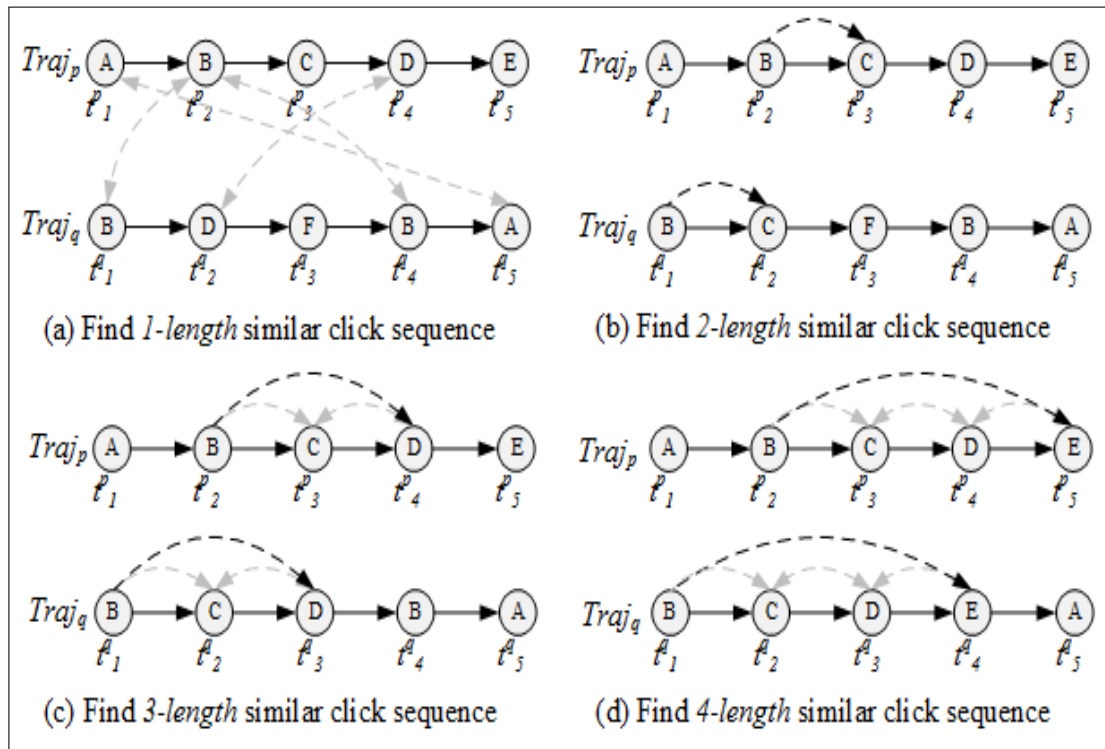 Traj_p A B C D E
t^p_1 t^p_2 t^p_3 t^p_4 t^p_5
Traj_q B D F B A
t^q_1 t^q_2 t^q_3 t^q_4 t^q_5
(a) Find 1-length similar click sequence
Traj_p A B C D E
t^p_1 t^p_2 t^p_3 t^p_4 t^p_5
Traj_q B C F B A
t^q_1 t^q_2 t^q_3 t^q_4 t^q_5
(b) Find 2-length similar click sequence
Traj_p A B C D E
t^p_1 t^p_2 t^p_3 t^p_4 t^p_5
Traj_q B C D B A
t^q_1 t^q_2 t^q_3 t^q_4 t^q_5
(c) Find 3-length similar click sequence
Traj_p A B C D E
t^p_1 t^p_2 t^p_3 t^p_4 t^p_5
Traj_q B C D E A
t^q_1 t^q_2 t^q_3 t^q_4 t^q_5
(d) Find 4-length similar click sequence